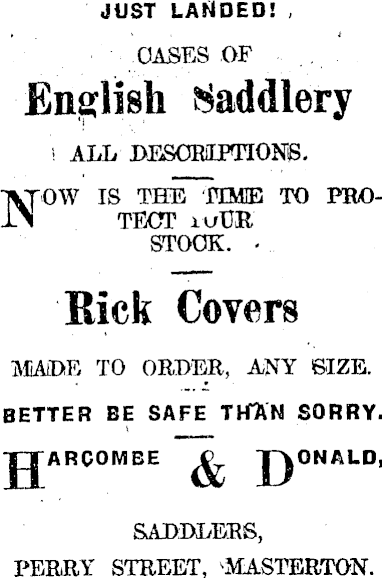 JUST LANDED!
CASES OF
English Saddlery
ALL DESCRIPTIONS.
NOW IS THE TIME TO PRO-
TECT YOUR
STOCK.
Rick Covers
MADE TO ORDER, ANY SIZE.
BETTER BE SAFE THAN SORRY.
HARCOMBE & DONALD,
SADDLERS,
PERRY STREET, MASTERTON.